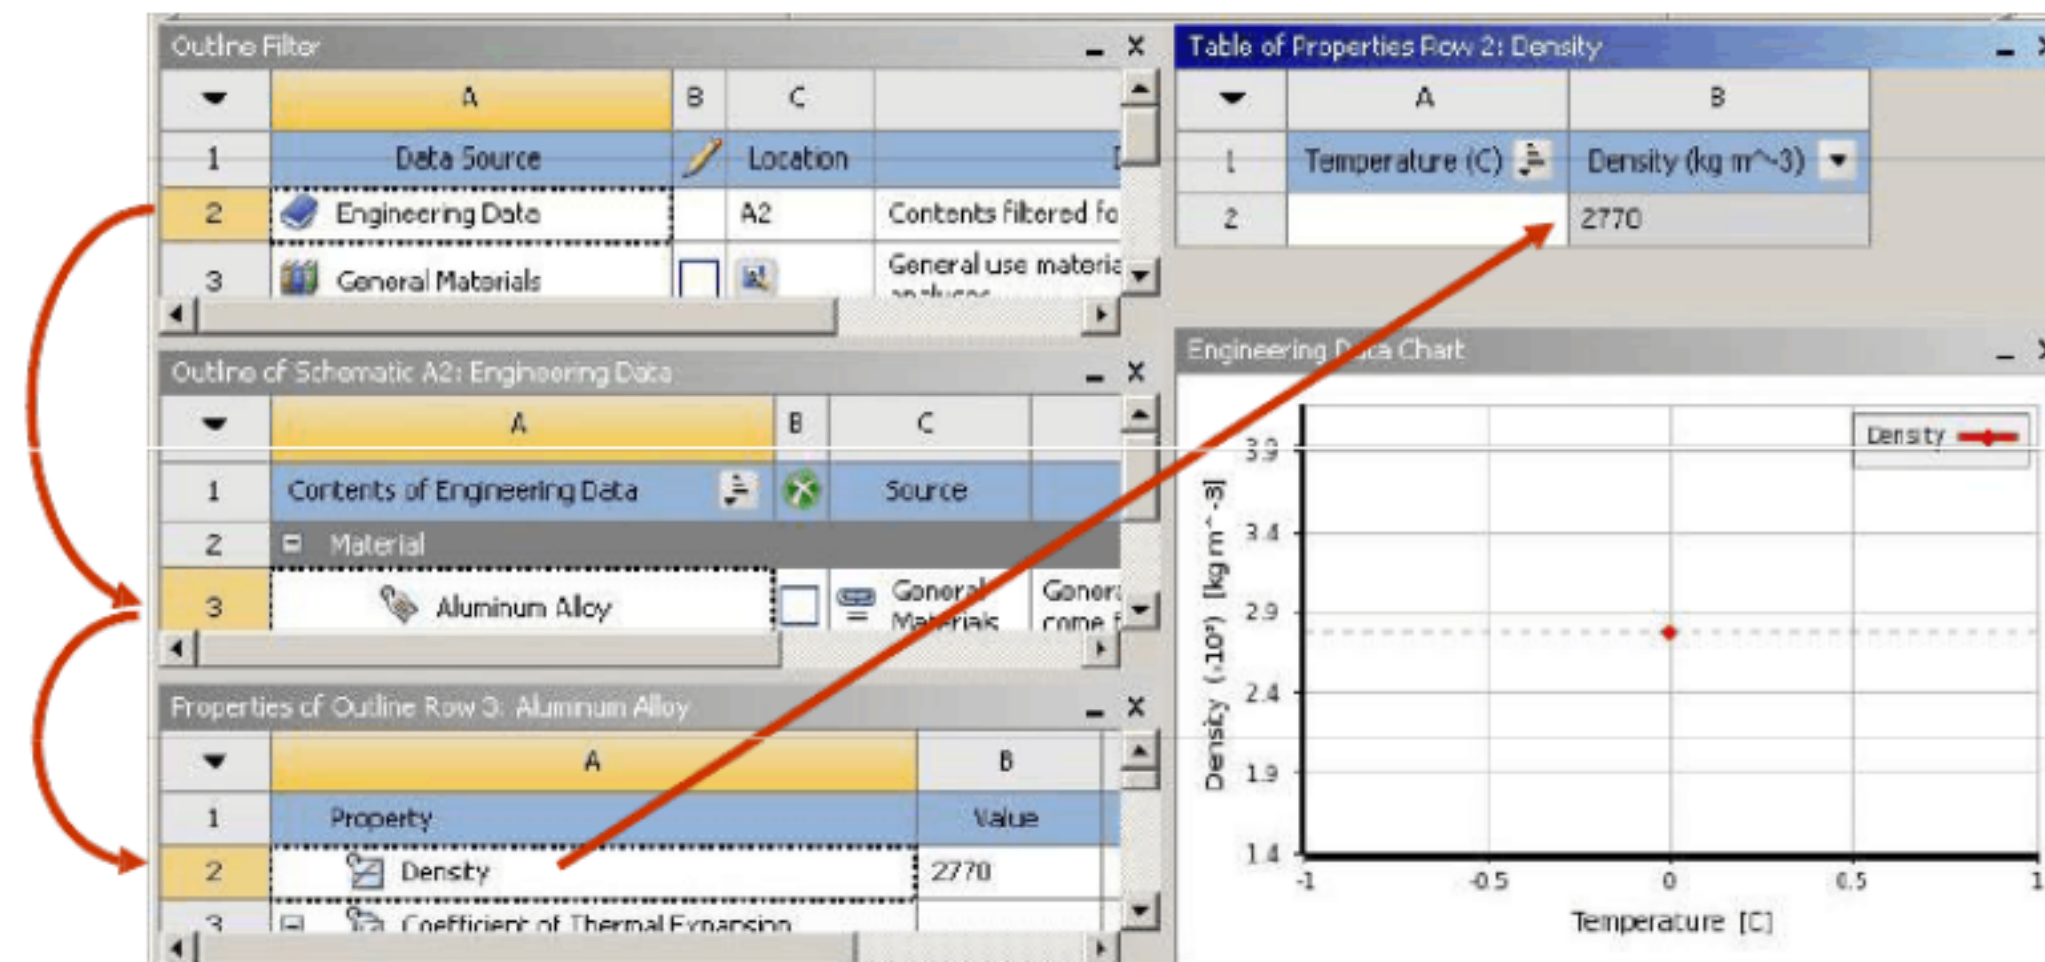 Outline Filter
A B C
1 Data Source Location
2 Engineering Data A2 Contents filtered fo
3 General Materials General use materia
Outline of Schematic A2: Engineering Data
A B C
1 Contents of Engineering Data Source
2 Material
3 Aluminum Alloy General Materials Genera come f
Properties of Outline Row 3: Aluminum Alloy
A B
1 Property Value
2 Density 2770
3 Coefficient of Thermal Expansion
Table of Properties Row 2: Density
A B
1 Temperature (C) Density (kg m^-3)
2 2770
Engineering Data Chart
Density
3.9
3.4
2.9
2.4
1.9
1.4
Density (.10³) [kg m^-3]
-1 -0.5 0 0.5 1
Temperature [C]